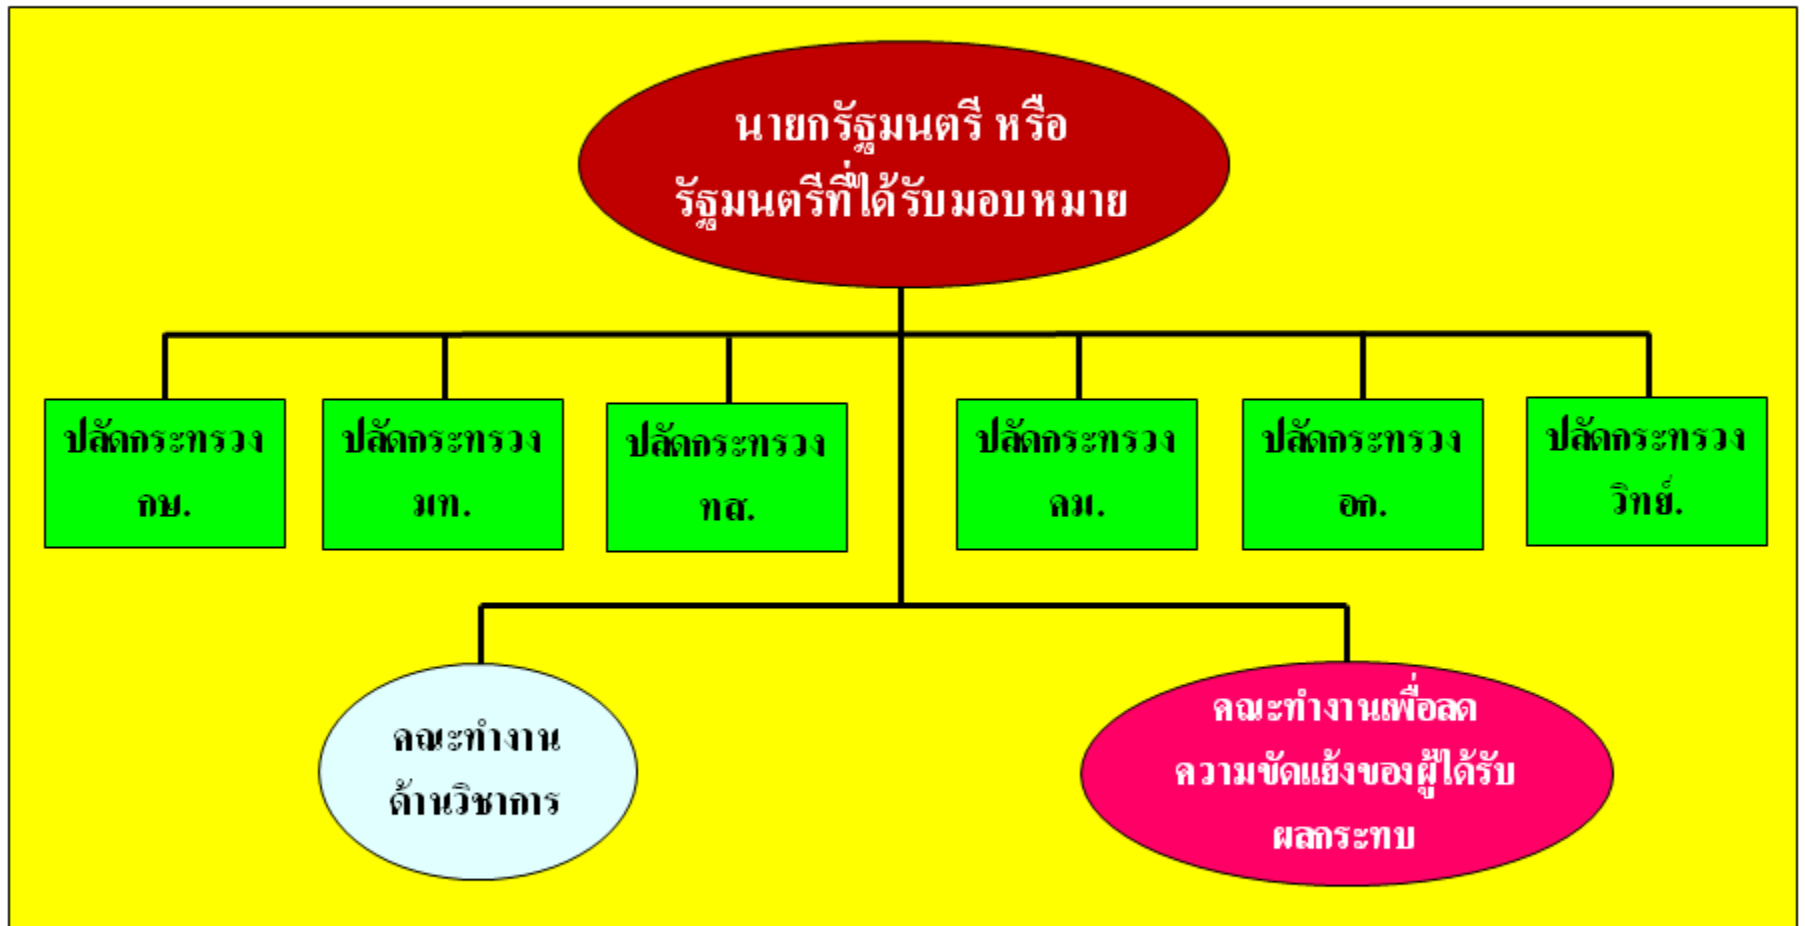 นายกรัฐมนตรี หรือ
รัฐมนตรีที่ได้รับมอบหมาย
ปลัดกระทรวง
กษ.
ปลัดกระทรวง
มท.
ปลัดกระทรวง
ทส.
ปลัดกระทรวง
คม.
ปลัดกระทรวง
อก.
ปลัดกระทรวง
วิทย์.
คณะทำงาน
ด้านวิชาการ
คณะทำงานเพื่อลด
ความขัดแย้งของผู้ได้รับ
ผลกระทบ